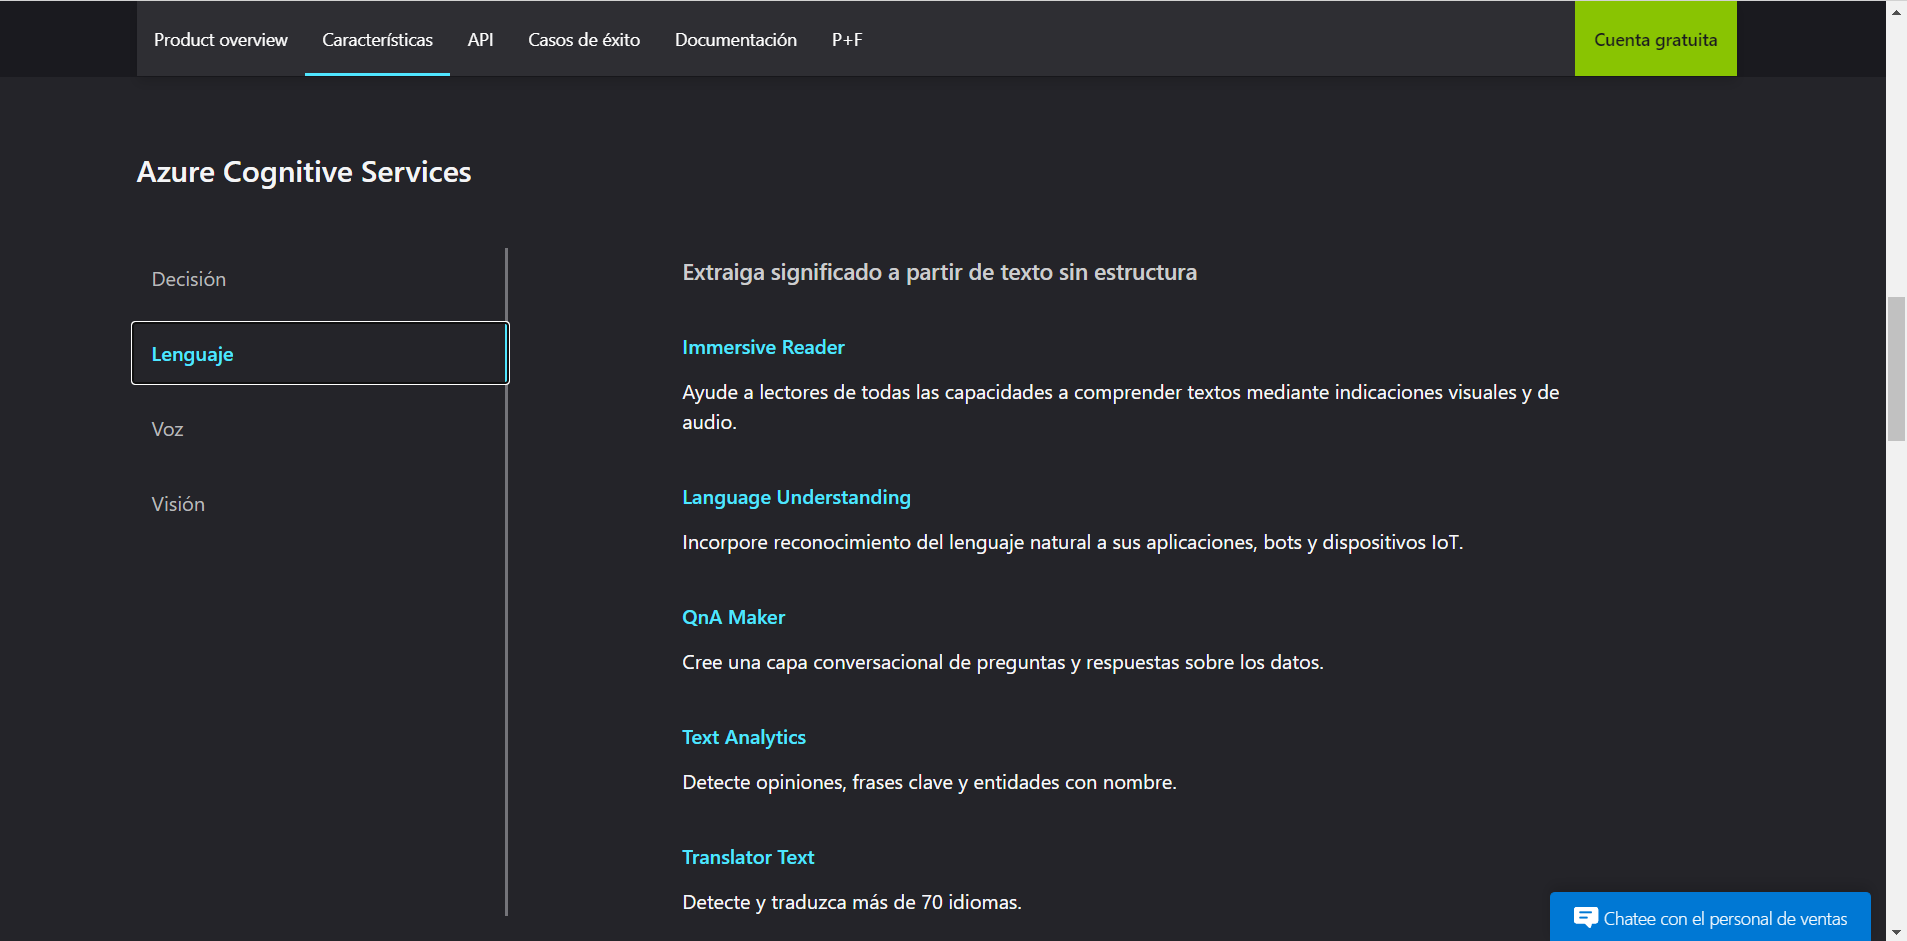 Product overview
Características
API
Casos de éxito
Documentación
P+F
Cuenta gratuita
Azure Cognitive Services
Decisión
Lenguaje
Voz
Visión
Extraiga significado a partir de texto sin estructura
Immersive Reader
Ayude a lectores de todas las capacidades a comprender textos mediante indicaciones visuales y de
audio.
Language Understanding
Incorpore reconocimiento del lenguaje natural a sus aplicaciones, bots y dispositivos IoT.
QnA Maker
Cree una capa conversacional de preguntas y respuestas sobre los datos.
Text Analytics
Detecte opiniones, frases clave y entidades con nombre.
Translator Text
Detecte y traduzca más de 70 idiomas.
Chatee con el personal de ventas